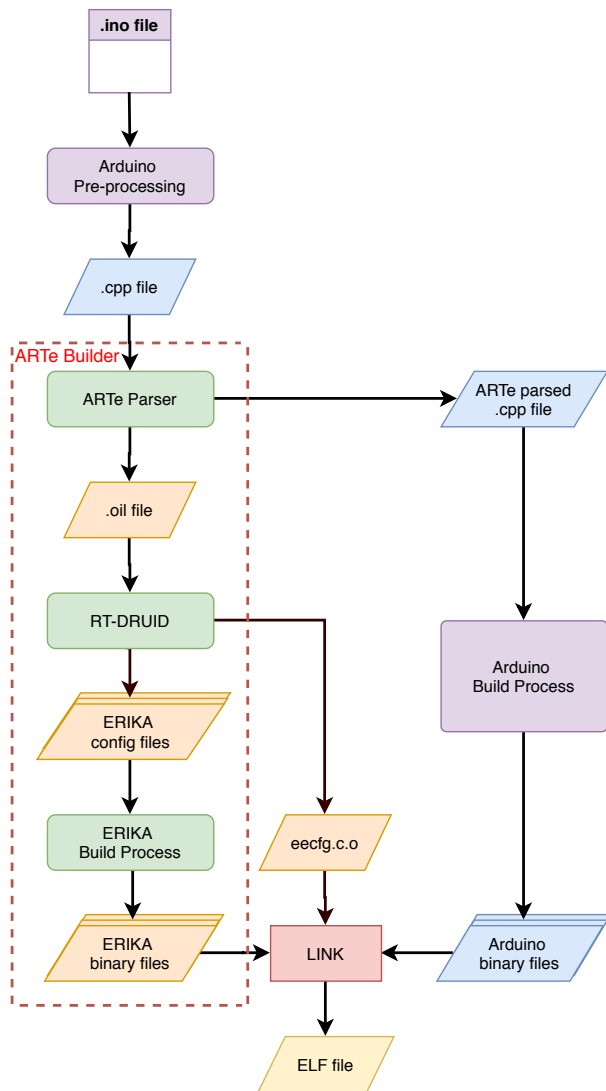 .ino file
Arduino
Pre-processing
.cpp file
ARTe Builder
ARTe Parser
ARTe parsed
.cpp file
.oil file
RT-DRUID
Arduino
Build Process
ERIKA
config files
ERIKA
Build Process
eecfg.c.o
ERIKA
binary files
LINK
Arduino
binary files
ELF file